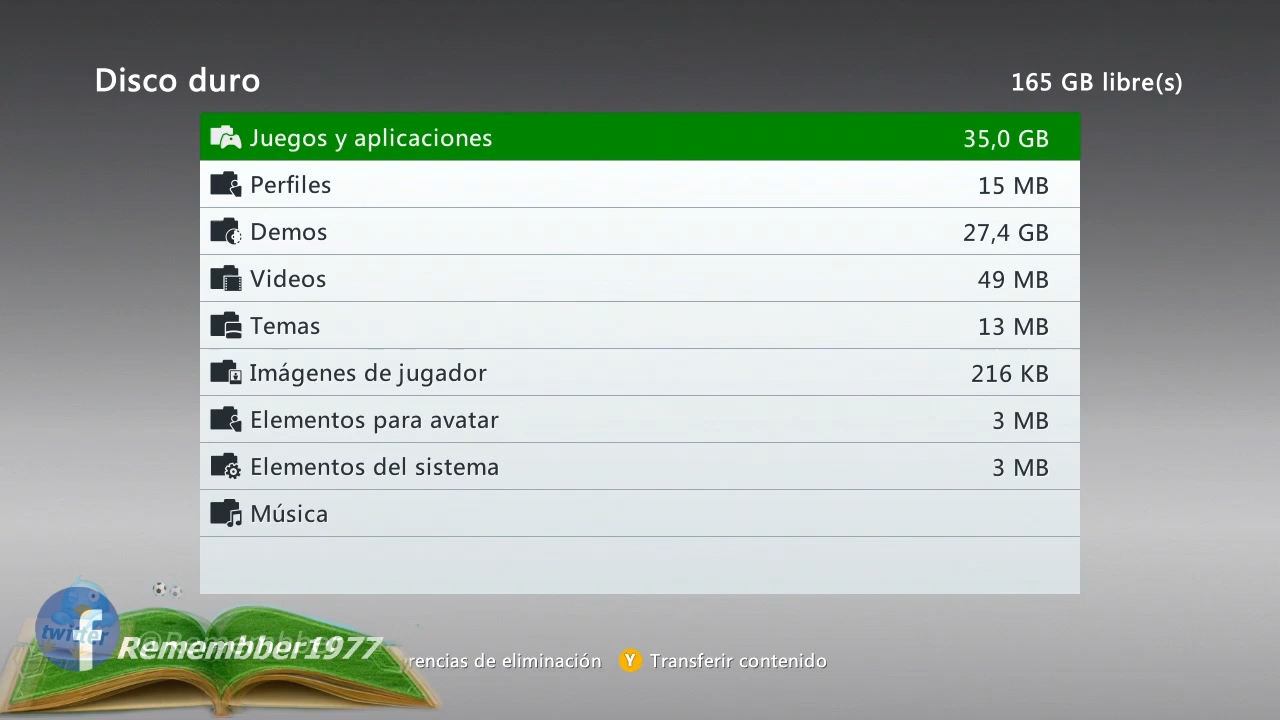 Disco duro
165 GB libre(s)
Juegos y aplicaciones 35,0 GB
Perfiles 15 MB
Demos 27,4 GB
Videos 49 MB
Temas 13 MB
Imágenes de jugador 216 KB
Elementos para avatar 3 MB
Elementos del sistema 3 MB
Música
twitter
f Remembber1977
rencias de eliminación Y Transferir contenido